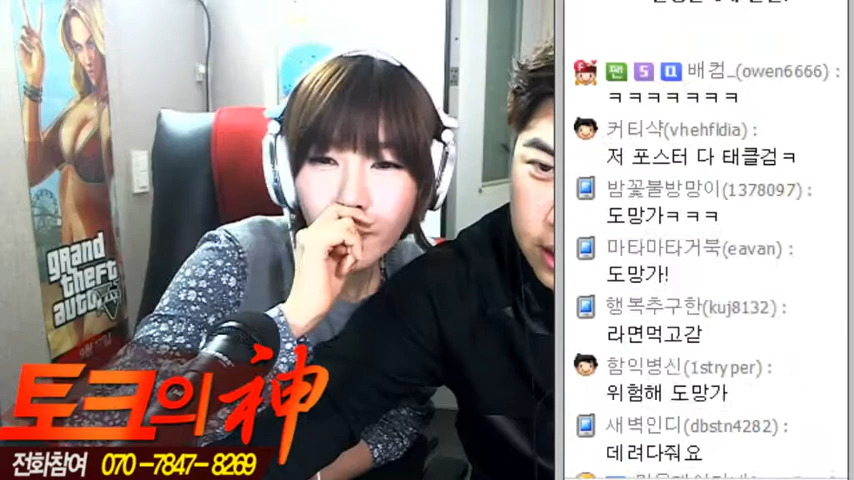 ㅋㅋㅋㅋㅋㅋㅋ
팬 5 배컴_(owen6666) :
커티샥(vhehfldia) :
저 포스터 다 태클검ㅋ
밤꽃불방망이(1378097) :
도망가ㅋㅋㅋ
마타마타거북(eavan) :
도망가!
행복추구한(kuj8132) :
라면먹고갇
함익병신(1stryper) :
위험해 도망가
새벽인디(dbstn4282) :
데려다줘요
grand
theft
auto
V
토크의 神
전화참여 070 -7847- 8269